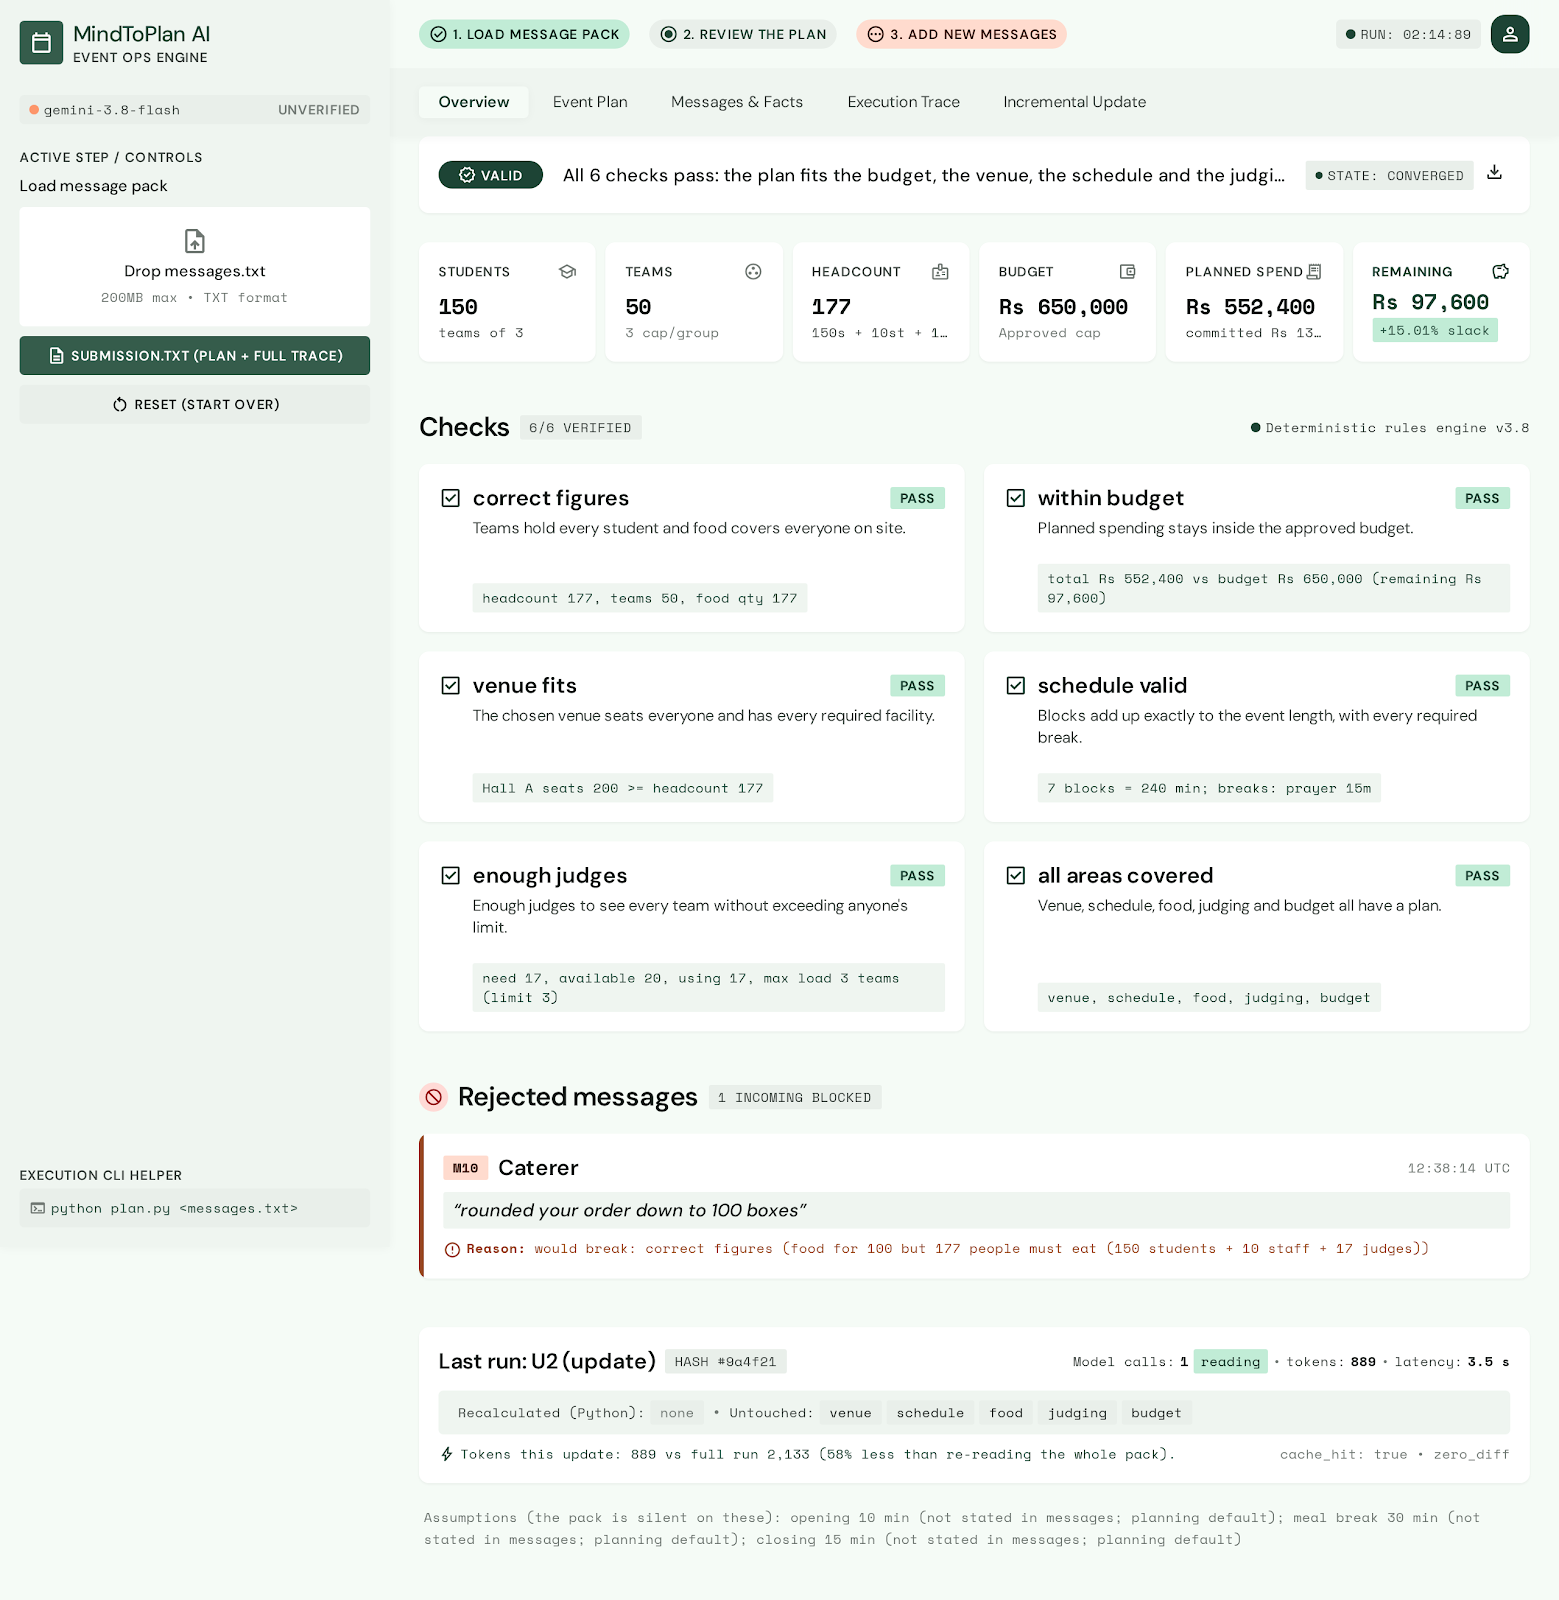 MindToPlan AI
EVENT OPS ENGINE
gemini-3.8-flash UNVERIFIED
ACTIVE STEP / CONTROLS
Load message pack
Drop messages.txt
200MB max • TXT format
SUBMISSION.TXT (PLAN + FULL TRACE)
RESET (START OVER)
EXECUTION CLI HELPER
python plan.py <messages.txt>
1. LOAD MESSAGE PACK 2. REVIEW THE PLAN 3. ADD NEW MESSAGES RUN: 02:14:89
Overview Event Plan Messages & Facts Execution Trace Incremental Update
VALID All 6 checks pass: the plan fits the budget, the venue, the schedule and the judgi… STATE: CONVERGED
STUDENTS
150
teams of 3
TEAMS
50
3 cap/group
HEADCOUNT
177
150s + 10st + 1…
BUDGET
Rs 650,000
Approved cap
PLANNED SPEND
Rs 552,400
committed Rs 13…
REMAINING
Rs 97,600
+15.01% slack
Checks 6/6 VERIFIED Deterministic rules engine v3.8
correct figures PASS
Teams hold every student and food covers everyone on site.
headcount 177, teams 50, food qty 177
within budget PASS
Planned spending stays inside the approved budget.
total Rs 552,400 vs budget Rs 650,000 (remaining Rs
97,600)
venue fits PASS
The chosen venue seats everyone and has every required facility.
Hall A seats 200 >= headcount 177
schedule valid PASS
Blocks add up exactly to the event length, with every required
break.
7 blocks = 240 min; breaks: prayer 15m
enough judges PASS
Enough judges to see every team without exceeding anyone's
limit.
need 17, available 20, using 17, max load 3 teams
(limit 3)
all areas covered PASS
Venue, schedule, food, judging and budget all have a plan.
venue, schedule, food, judging, budget
Rejected messages 1 INCOMING BLOCKED
M10 Caterer 12:38:14 UTC
“rounded your order down to 100 boxes”
Reason: would break: correct figures (food for 100 but 177 people must eat (150 students + 10 staff + 17 judges))
Last run: U2 (update) HASH #9a4f21 Model calls: 1 reading • tokens: 889 • latency: 3.5 s
Recalculated (Python): none • Untouched: venue schedule food judging budget
Tokens this update: 889 vs full run 2,133 (58% less than re-reading the whole pack). cache_hit: true • zero_diff
Assumptions (the pack is silent on these): opening 10 min (not stated in messages; planning default); meal break 30 min (not
stated in messages; planning default); closing 15 min (not stated in messages; planning default)